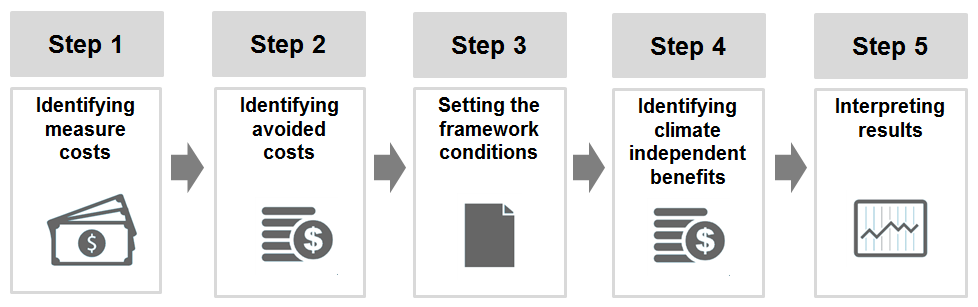 Step 1
Step 2
Step 3
Step 4
Step 5
Identifying
measure
costs
$
Identifying
avoided
costs
$
Setting the
framework
conditions
Identifying
climate
independent
benefits
$
Interpreting
results